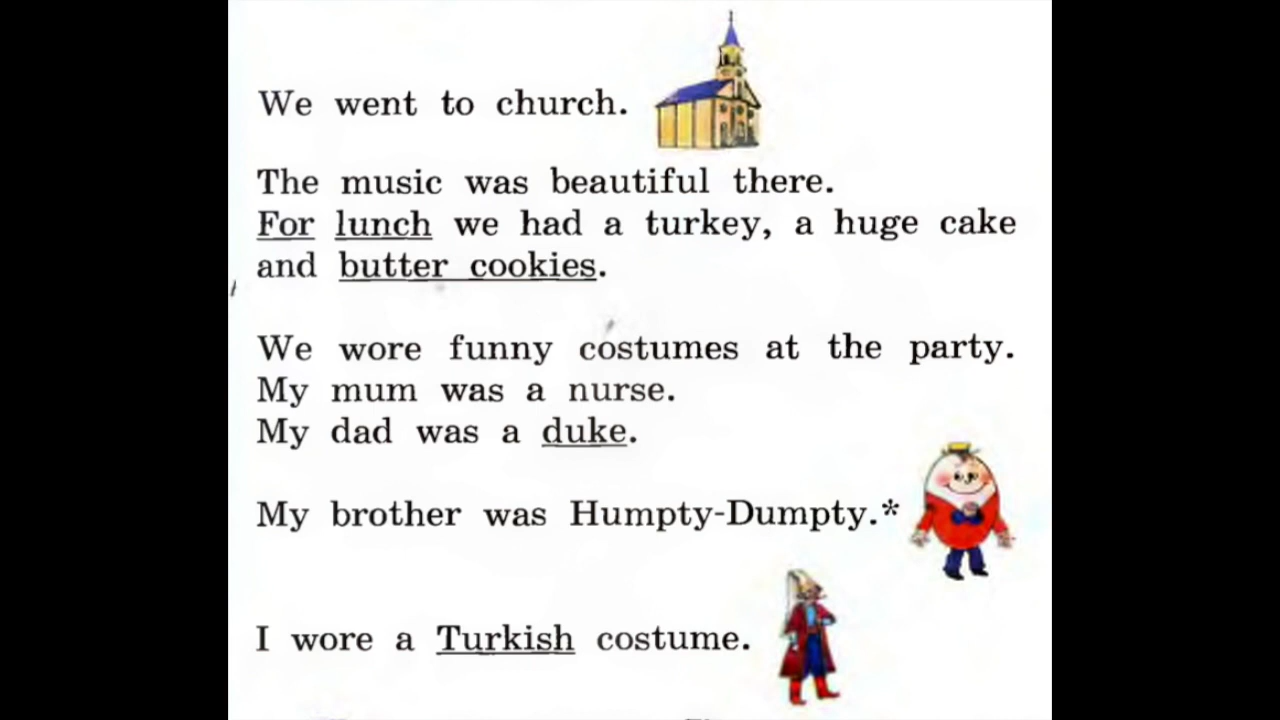 We went to church.
The music was beautiful there.
For lunch we had a turkey, a huge cake
and butter cookies.
We wore funny costumes at the party.
My mum was a nurse.
My dad was a duke.
My brother was Humpty-Dumpty.*
I wore a Turkish costume.